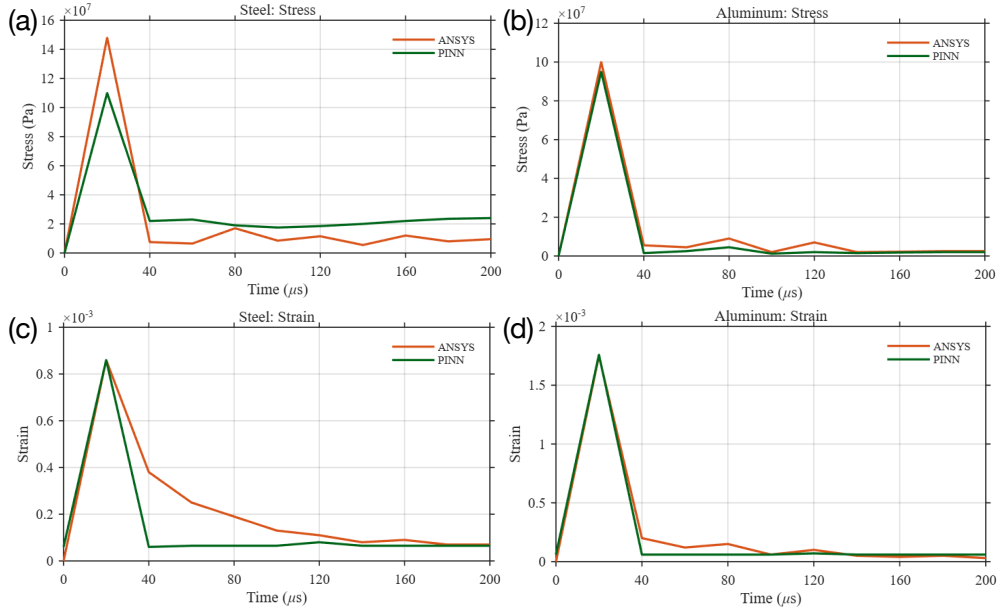 (a)
Steel: Stress
×10⁷
16
14
12
10
8
6
4
2
0
Stress (Pa)
ANSYS
PINN
0 40 80 120 160 200
Time (μs)
(b)
Aluminum: Stress
×10⁷
12
10
8
6
4
2
0
Stress (Pa)
ANSYS
PINN
0 40 80 120 160 200
Time (μs)
(c)
Steel: Strain
×10⁻³
1
0.8
0.6
0.4
0.2
0
Strain
ANSYS
PINN
0 40 80 120 160 200
Time (μs)
(d)
Aluminum: Strain
×10⁻³
2
1.5
1
0.5
0
Strain
ANSYS
PINN
0 40 80 120 160 200
Time (μs)